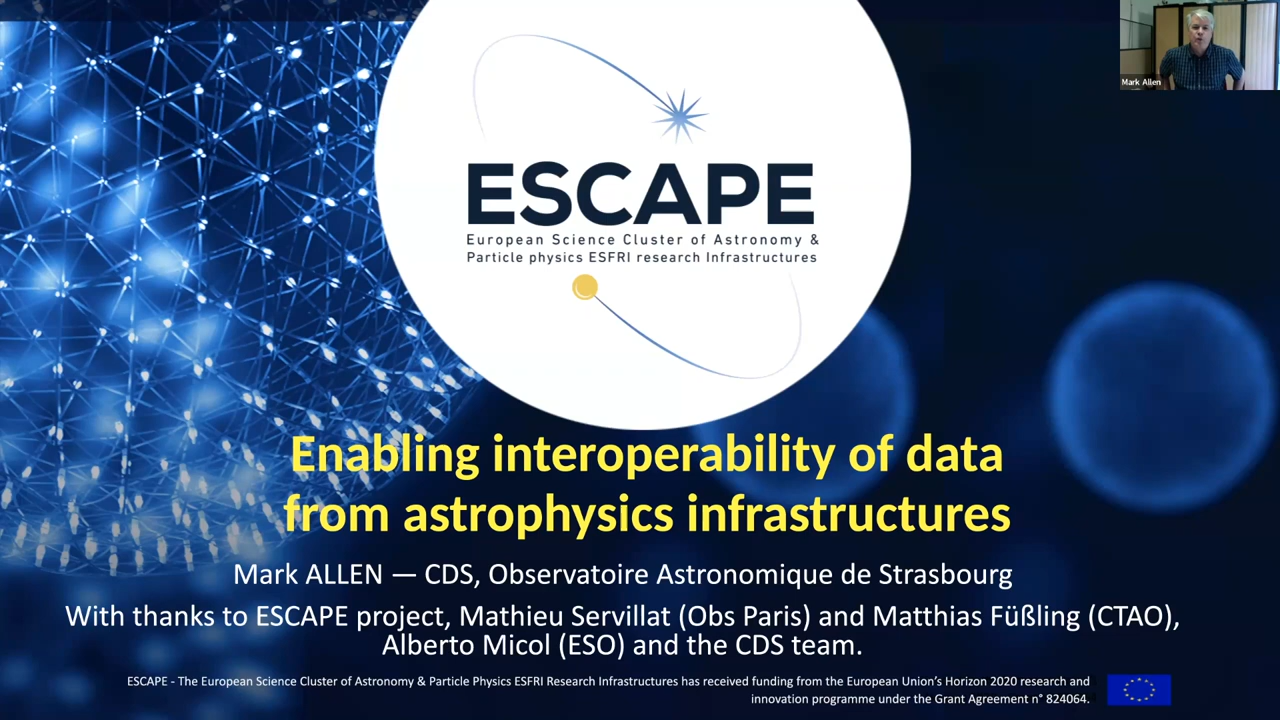 Mark Allen
ESCAPE
European Science Cluster of Astronomy &
Particle physics ESFRI research Infrastructures
Enabling interoperability of data
from astrophysics infrastructures
Mark ALLEN — CDS, Observatoire Astronomique de Strasbourg
With thanks to ESCAPE project, Mathieu Servillat (Obs Paris) and Matthias Füßling (CTAO),
Alberto Micol (ESO) and the CDS team.
ESCAPE - The European Science Cluster of Astronomy & Particle Physics ESFRI Research Infrastructures has received funding from the European Union’s Horizon 2020 research and
innovation programme under the Grant Agreement n° 824064.